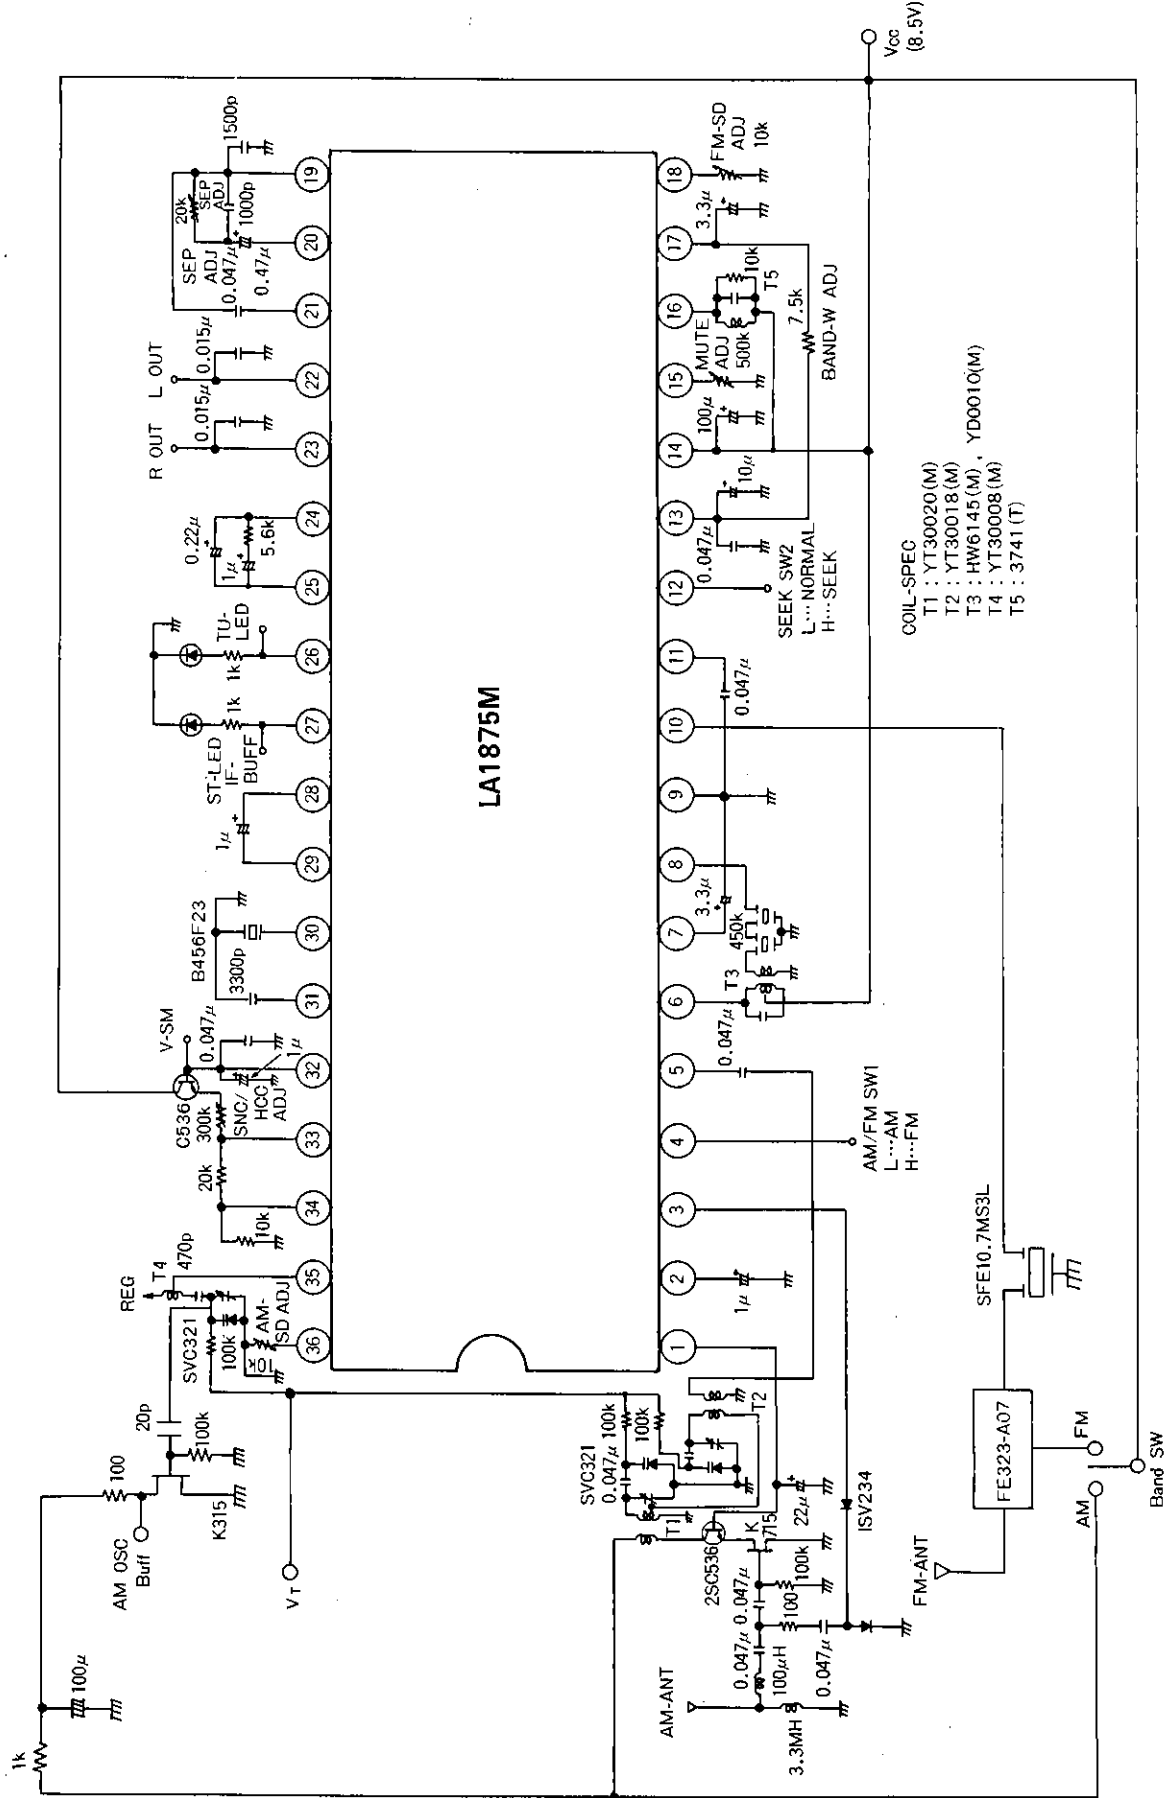 Vcc
(8.5V)
1500p
20k
SEP
ADJ
1000p
SEP
ADJ
0.047μ
0.47μ
L OUT
0.015μ
R OUT
0.015μ
0.22μ
1μ
5.6k
TU-
LED
1k
1k
ST-LED
IF-
BUFF
1μ
B456F23
3300p
V-SM
0.047μ
1μ
C536
300k
SNC/
HCC
ADJ
20k
10k
REG
T4
470p
SVC321
100k
AM-
SD ADJ
10k
20p
100k
100
K315
AM OSC
Buff
VT
100μ
1k
19
20
21
22
23
24
25
26
27
28
29
30
31
32
33
34
35
36
LA1875M
18
17
16
15
14
13
12
11
10
9
8
7
6
5
4
3
2
1
FM-SD
ADJ
10k
3.3μ
10k
T5
MUTE
ADJ
500k
7.5k
BAND-W ADJ
100μ
10μ
0.047μ
SEEK SW2
L···NORMAL
H···SEEK
0.047μ
3.3μ
450k
T3
0.047μ
AM/FM SW1
L···AM
H···FM
1μ
COIL-SPEC
T1 : YT30020(M)
T2 : YT30018(M)
T3 : HW6145(M) , YD0010(M)
T4 : YT30008(M)
T5 : 3741(T)
SVC321
0.047μ
100k
100k
T2
T1
2SC536
K
715
22μ
ISV234
100k
0.047μ
100
0.047μ
100μH
0.047μ
AM-ANT
3.3MH
SFE10.7MS3L
FE323-A07
FM-ANT
FM
AM
Band SW